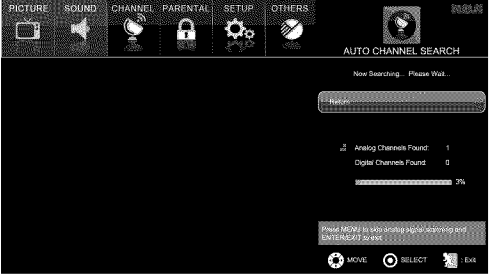 PICTURE SOUND CHANNEL PARENTAL SETUP OTHERS
AUTO CHANNEL SEARCH
Now Searching... Please Wait...
Return
Analog Channels Found: 1
Digital Channels Found: 0
3%
Press MENU to skip analog signal scanning and
ENTER/EXIT to exit
MOVE SELECT : Exit